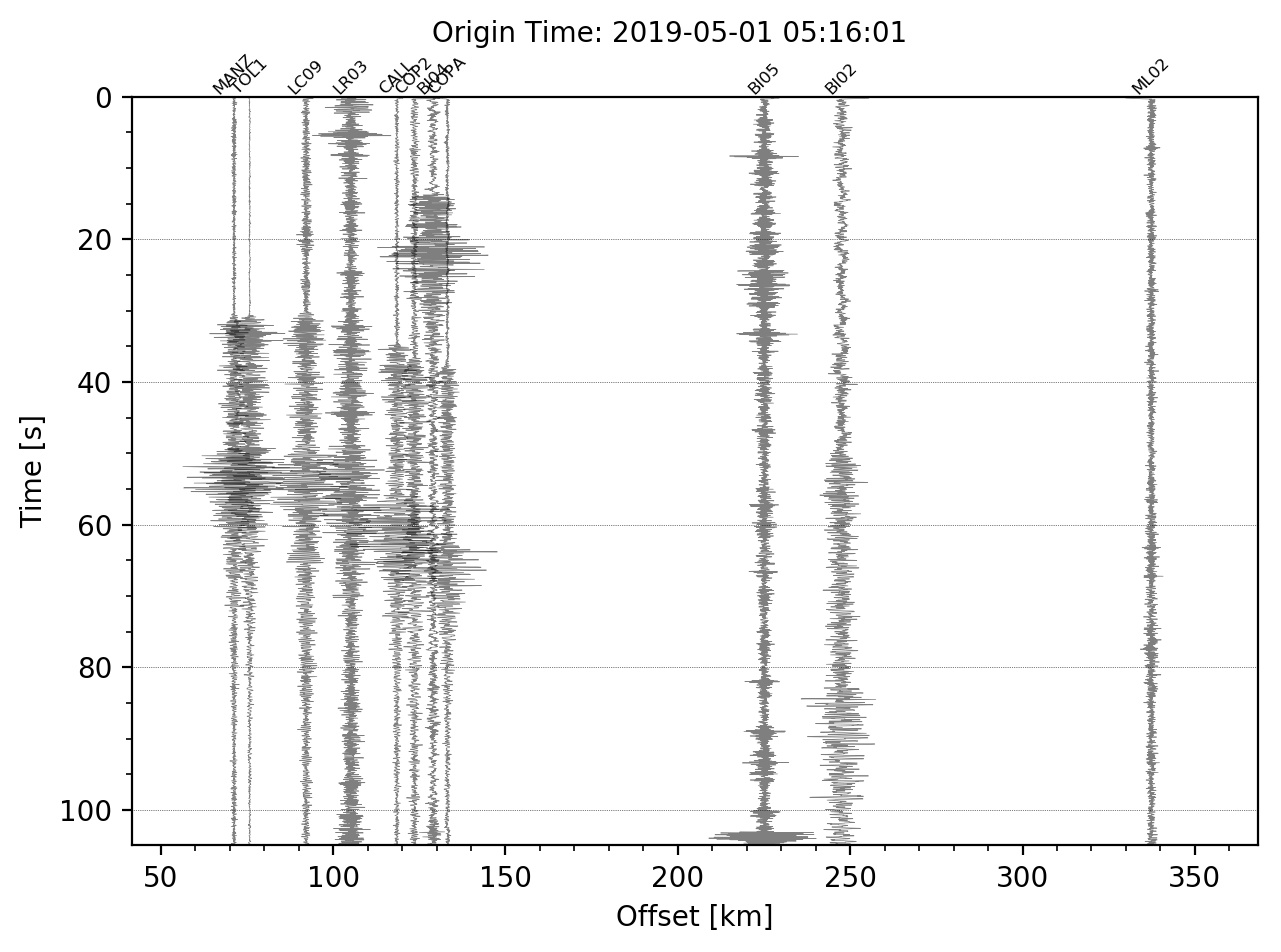 Origin Time: 2019-05-01 05:16:01
MANZ TOL1 LC09 LR03 CALL COP2 BI04 COPA BI05 BI02 ML02
0
20
40
60
80
100
Time [s]
50 100 150 200 250 300 350
Offset [km]